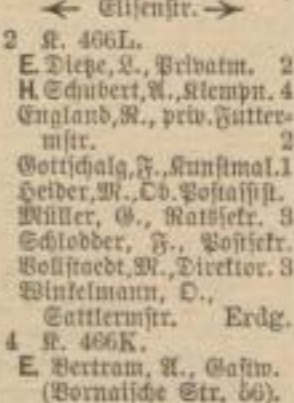 ← Elisenstr. →
2 K. 466L.
E Dietze, L., Privatm. 2
H Schubert, A., Klempn. 4
England, R., priv. Futter-
mstr. 2
Gottschalg, F., Kunstmal. 1
Heider, M., Ob. Postassist.
Müller, G., Ratssekr. 3
Schlodder, F., Postsekr.
Vollstaedt, M., Direktor. 3
Winkelmann, O.,
Sattlermstr. Erdg.
4 K. 466K.
E. Bertram, A., Gastw.
(Bornaische Str. 56).